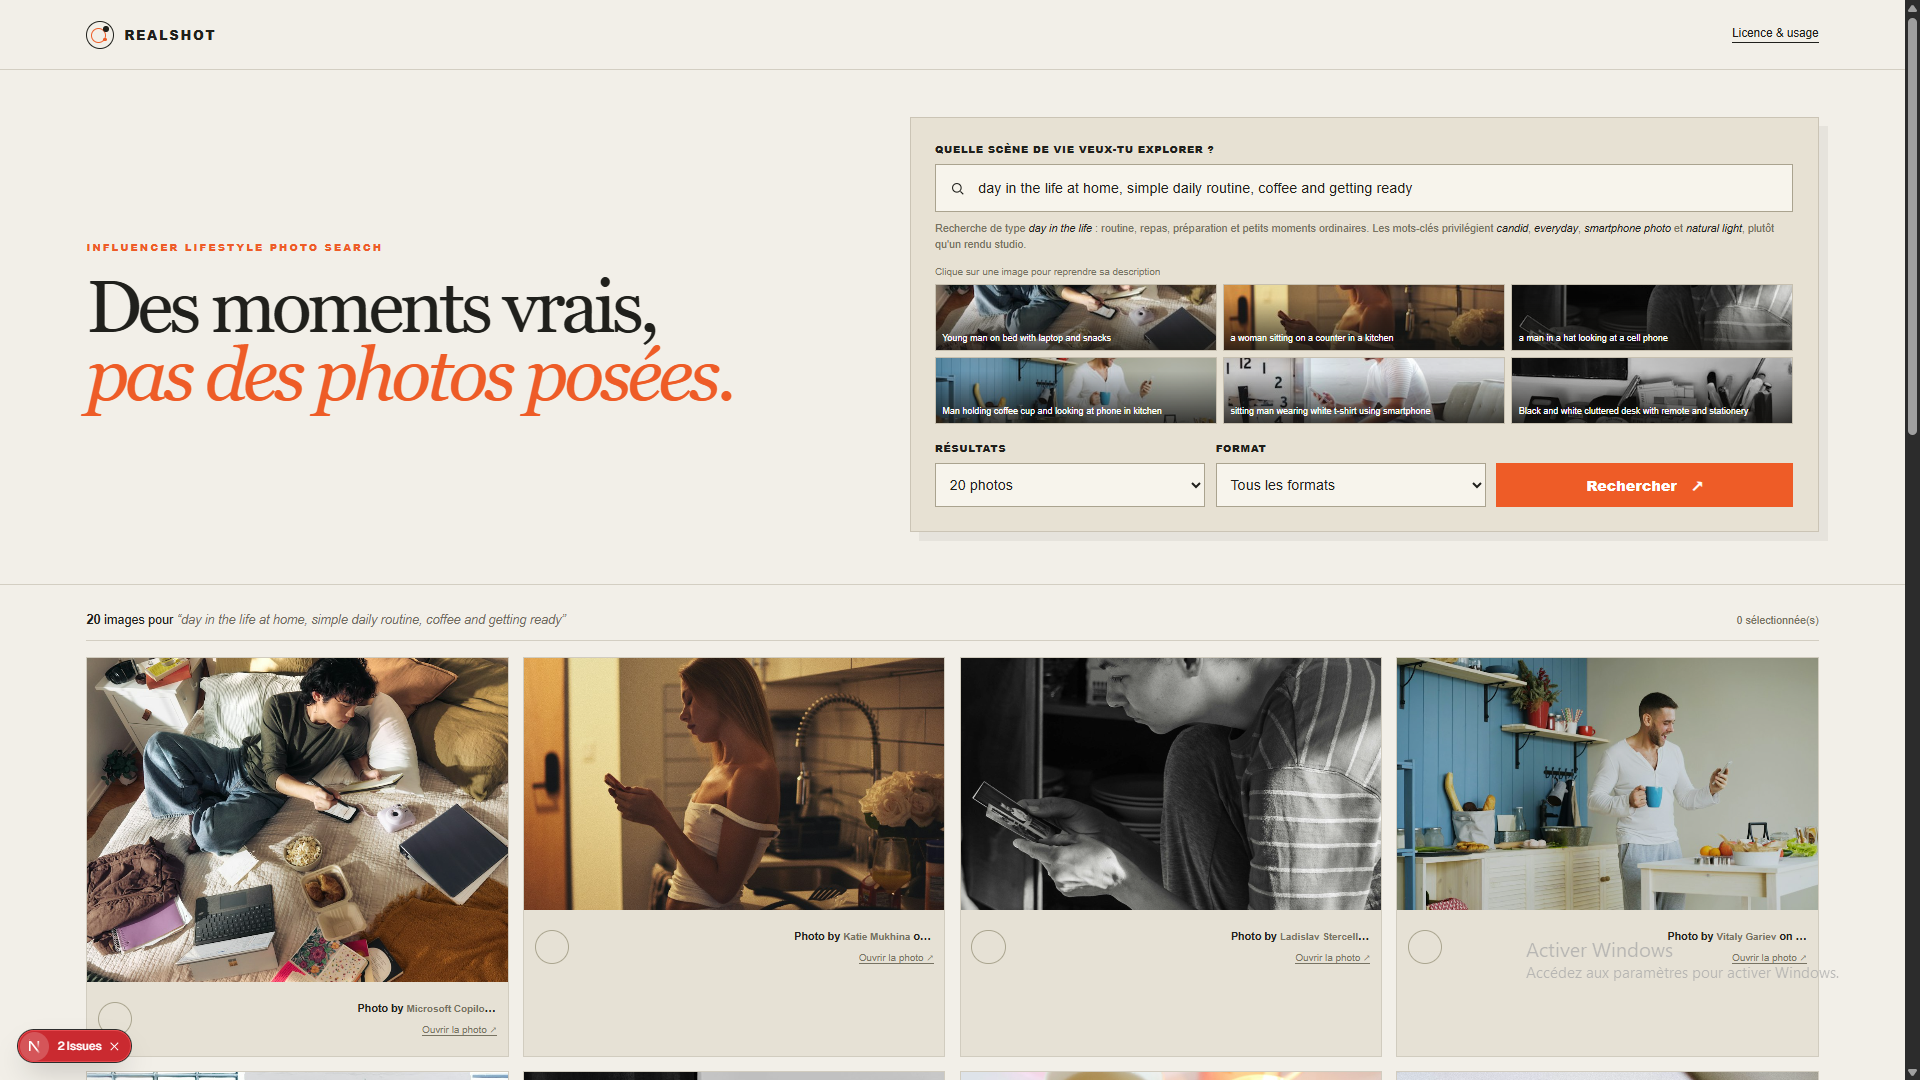 REALSHOT
Licence & usage
INFLUENCER LIFESTYLE PHOTO SEARCH
Des moments vrais,
pas des photos posées.
QUELLE SCÈNE DE VIE VEUX-TU EXPLORER ?
day in the life at home, simple daily routine, coffee and getting ready
Recherche de type day in the life : routine, repas, préparation et petits moments ordinaires. Les mots-clés privilégient candid, everyday, smartphone photo et natural light, plutôt
qu'un rendu studio.
Clique sur une image pour reprendre sa description
Young man on bed with laptop and snacks
a woman sitting on a counter in a kitchen
a man in a hat looking at a cell phone
12
1
2
3
Man holding coffee cup and looking at phone in kitchen
sitting man wearing white t-shirt using smartphone
Black and white cluttered desk with remote and stationery
RÉSULTATS
FORMAT
20 photos
Tous les formats
Rechercher ↗
20 images pour “day in the life at home, simple daily routine, coffee and getting ready”
0 sélectionnée(s)
Photo by Katie Mukhina o...
Ouvrir la photo ↗
Photo by Ladislav Stercell...
Ouvrir la photo ↗
Photo by Vitaly Gariev on ...
Ouvrir la photo ↗
Activer Windows
Accédez aux paramètres pour activer Windows.
Photo by Microsoft Copilo...
Ouvrir la photo ↗
N 2 Issues ×